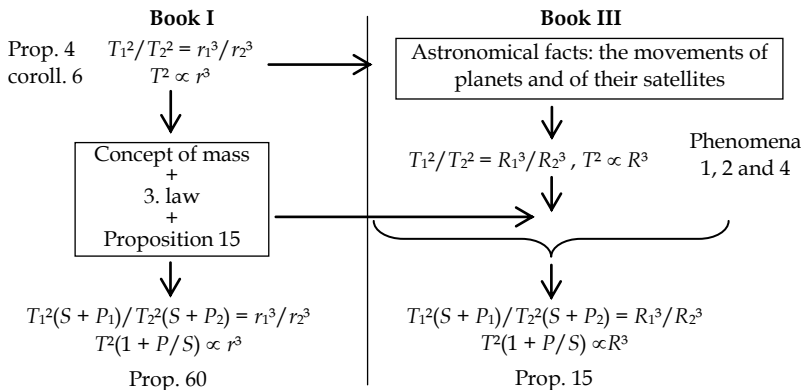 Book I
Prop. 4
coroll. 6
T₁²/T₂² = r₁³/r₂³
T² ∝ r³
Concept of mass
+
3. law
+
Proposition 15
T₁²(S + P₁)/T₂²(S + P₂) = r₁³/r₂³
T²(1 + P/S) ∝ r³
Prop. 60
Book III
Astronomical facts: the movements of
planets and of their satellites
T₁²/T₂² = R₁³/R₂³ , T² ∝ R³
Phenomena
1, 2 and 4
T₁²(S + P₁)/T₂²(S + P₂) = R₁³/R₂³
T²(1 + P/S) ∝R³
Prop. 15